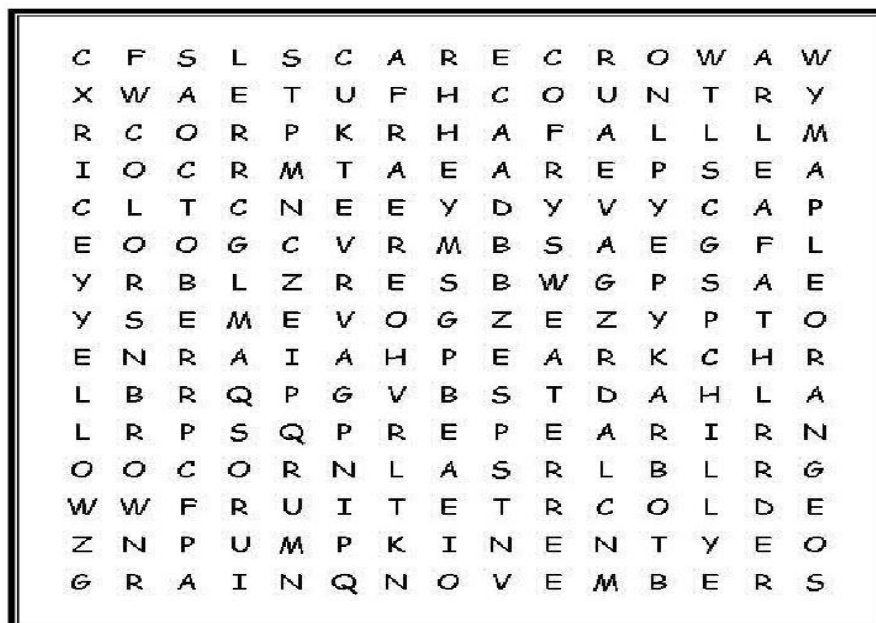 C F S L S C A R E C R O W A W
X W A E T U F H C O U N T R Y
R C O R P K R H A F A L L L M
I O C R M T A E A R E P S E A
C L T C N E E Y D Y V Y C A P
E O O G C V R M B S A E G F L
Y R B L Z R E S B W G P S A E
Y S E M E V O G Z E Z Y P T O
E N R A I A H P E A R K C H R
L B R Q P G V B S T D A H L A
L R P S Q P R E P E A R I R N
O O C O R N L A S R L B L R G
W W F R U I T E T R C O L D E
Z N P U M P K I N E N T Y E O
G R A I N Q N O V E M B E R S